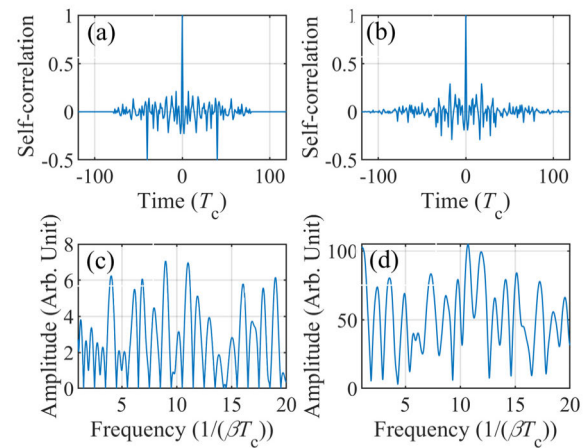 (a)
Self-correlation
1
0.5
0
-0.5
-100 0 100
Time (Tc)
(b)
Self-correlation
1
0.5
0
-0.5
-100 0 100
Time (Tc)
(c)
Amplitude (Arb. Unit)
8
6
4
2
0
5 10 15 20
Frequency (1/(βTc))
(d)
Amplitude (Arb. Unit)
100
50
0
5 10 15 20
Frequency (1/(βTc))